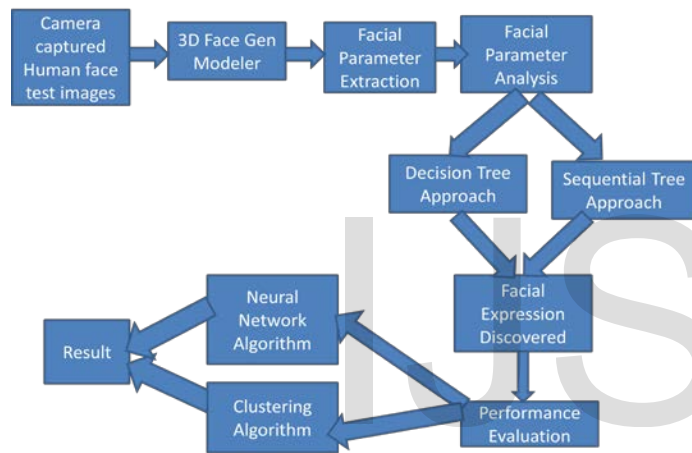 Camera
captured
Human face
test images
3D Face Gen
Modeler
Facial
Parameter
Extraction
Facial
Parameter
Analysis
Decision Tree
Approach
Sequential Tree
Approach
Facial
Expression
Discovered
Performance
Evaluation
Neural
Network
Algorithm
Clustering
Algorithm
Result
IJS